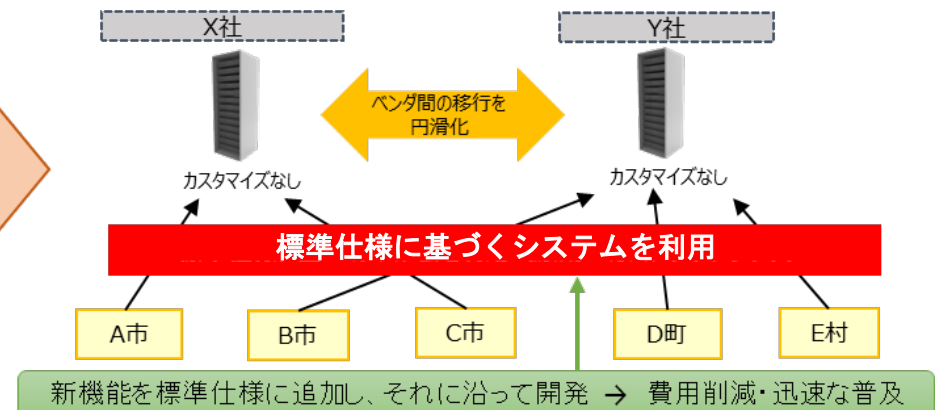 X社
Y社
ベンダ間の移行を
円滑化
カスタマイズなし
カスタマイズなし
標準仕様に基づくシステムを利用
A市
B市
C市
D町
E村
新機能を標準仕様に追加し、それに沿って開発 → 費用削減・迅速な普及